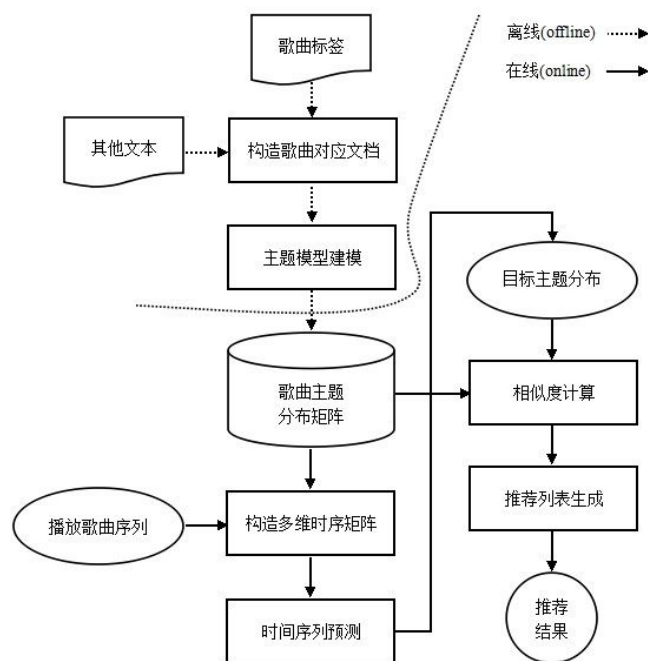 歌曲标签
离线(offline)
在线(online)
其他文本
构造歌曲对应文档
主题模型建模
目标主题分布
歌曲主题
分布矩阵
相似度计算
推荐列表生成
播放歌曲序列
构造多维时序矩阵
时间序列预测
推荐
结果